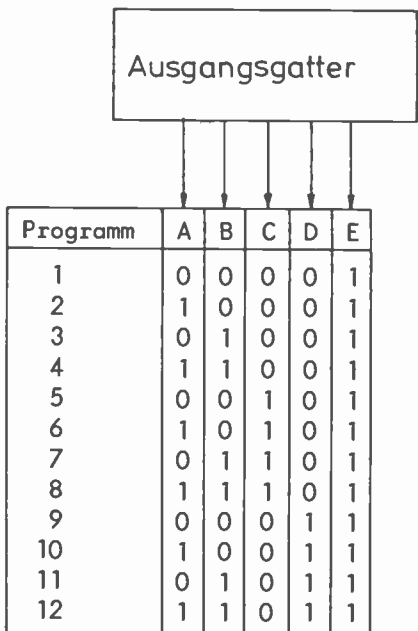 Ausgangsgatter
Programm A B C D E
1 0 0 0 0 1
2 1 0 0 0 1
3 0 1 0 0 1
4 1 1 0 0 1
5 0 0 1 0 1
6 1 0 1 0 1
7 0 1 1 0 1
8 1 1 1 0 1
9 0 0 0 1 1
10 1 0 0 1 1
11 0 1 0 1 1
12 1 1 0 1 1